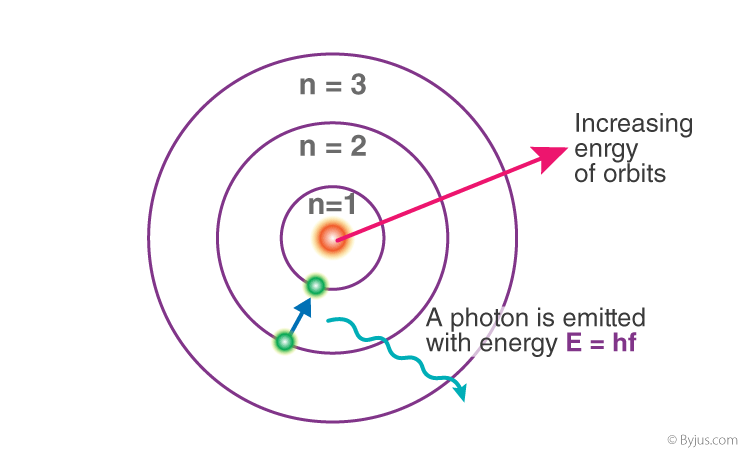 n = 3
n = 2
n=1
Increasing
enrgy
of orbits
A photon is emitted
with energy E = hf
© Byjus.com